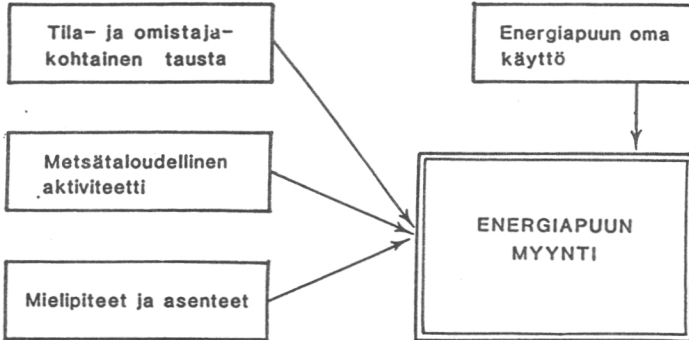 Tila- ja omistaja-
kohtainen tausta
Energiapuun oma
käyttö
Metsätaloudellinen
aktiviteetti
ENERGIAPUUN
MYYNTI
Mielipiteet ja asenteet